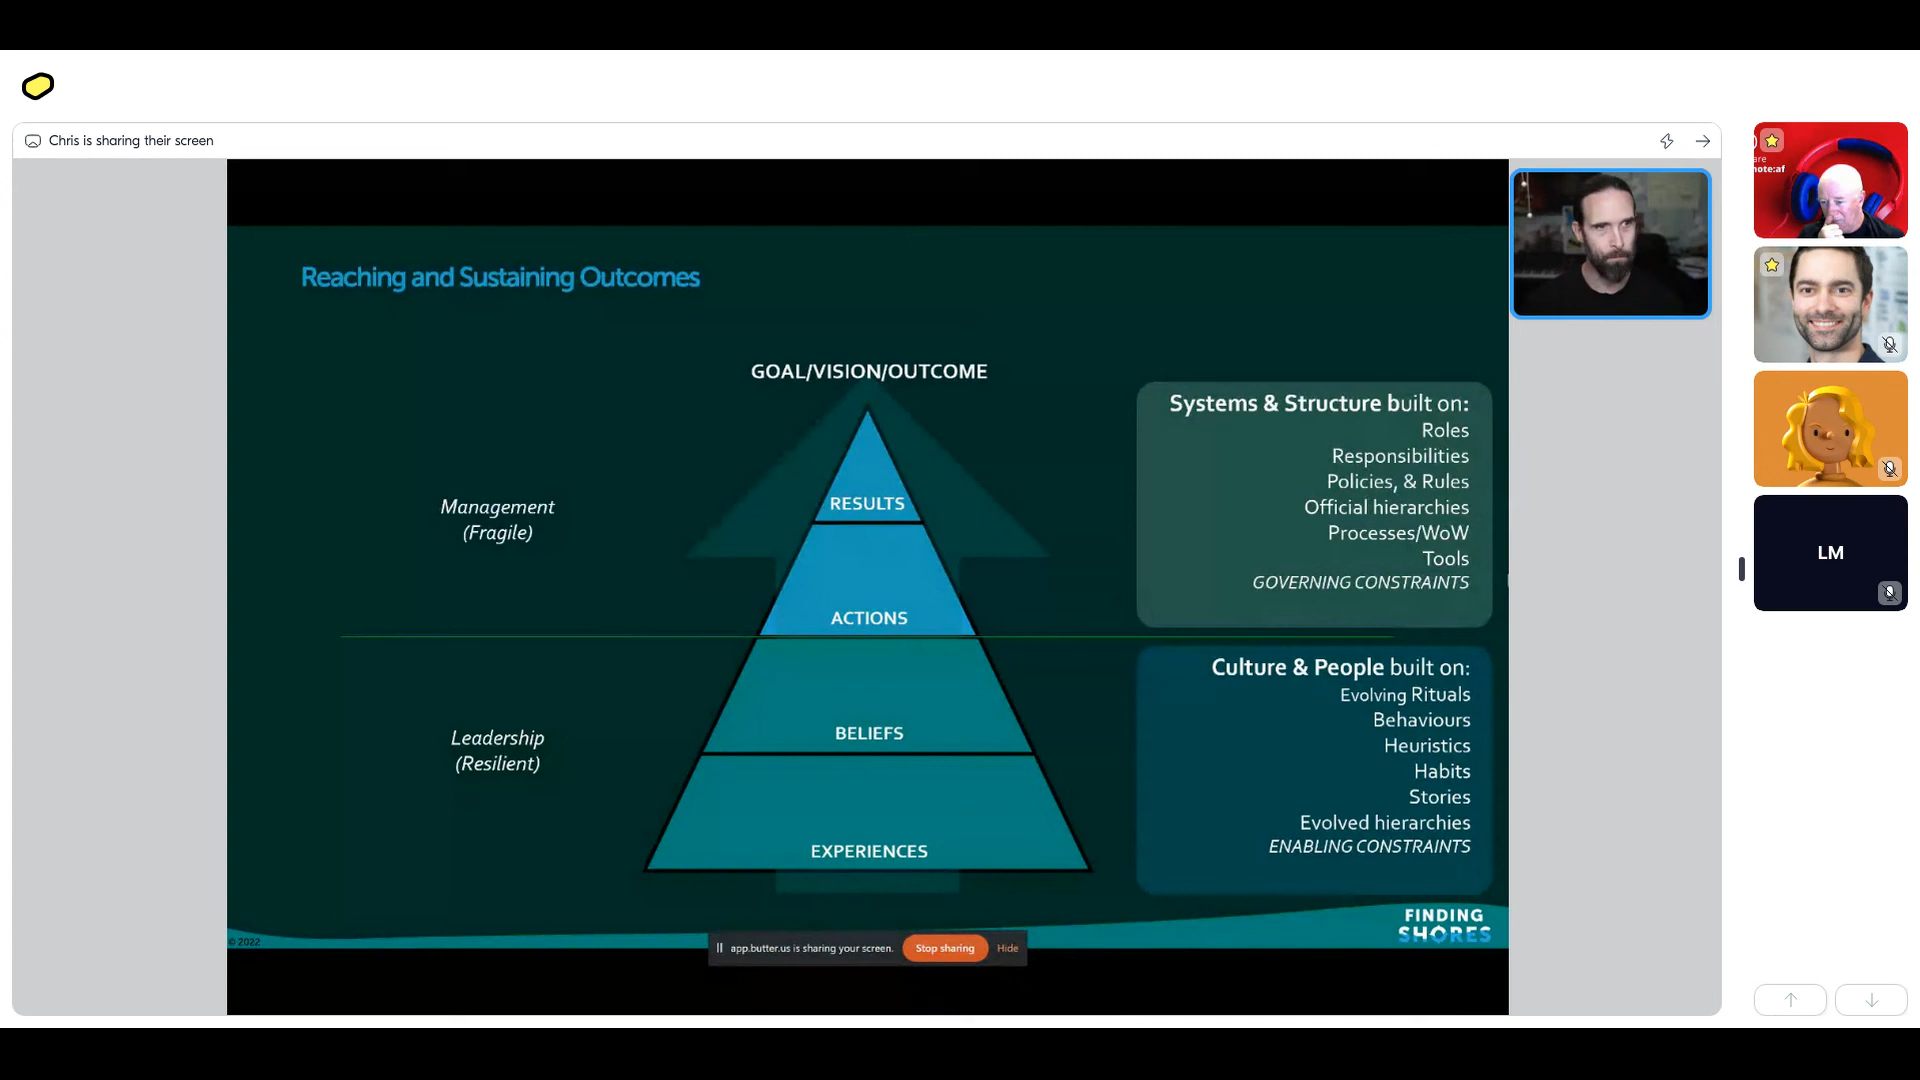 Chris is sharing their screen
Reaching and Sustaining Outcomes
GOAL/VISION/OUTCOME
RESULTS
ACTIONS
BELIEFS
EXPERIENCES
Management
(Fragile)
Leadership
(Resilient)
Systems & Structure built on:
Roles
Responsibilities
Policies, & Rules
Official hierarchies
Processes/WoW
Tools
GOVERNING CONSTRAINTS
Culture & People built on:
Evolving Rituals
Behaviours
Heuristics
Habits
Stories
Evolved hierarchies
ENABLING CONSTRAINTS
© 2022
FINDING
SHORES
app.butter.us is sharing your screen.
Stop sharing
Hide
are
note:af
LM